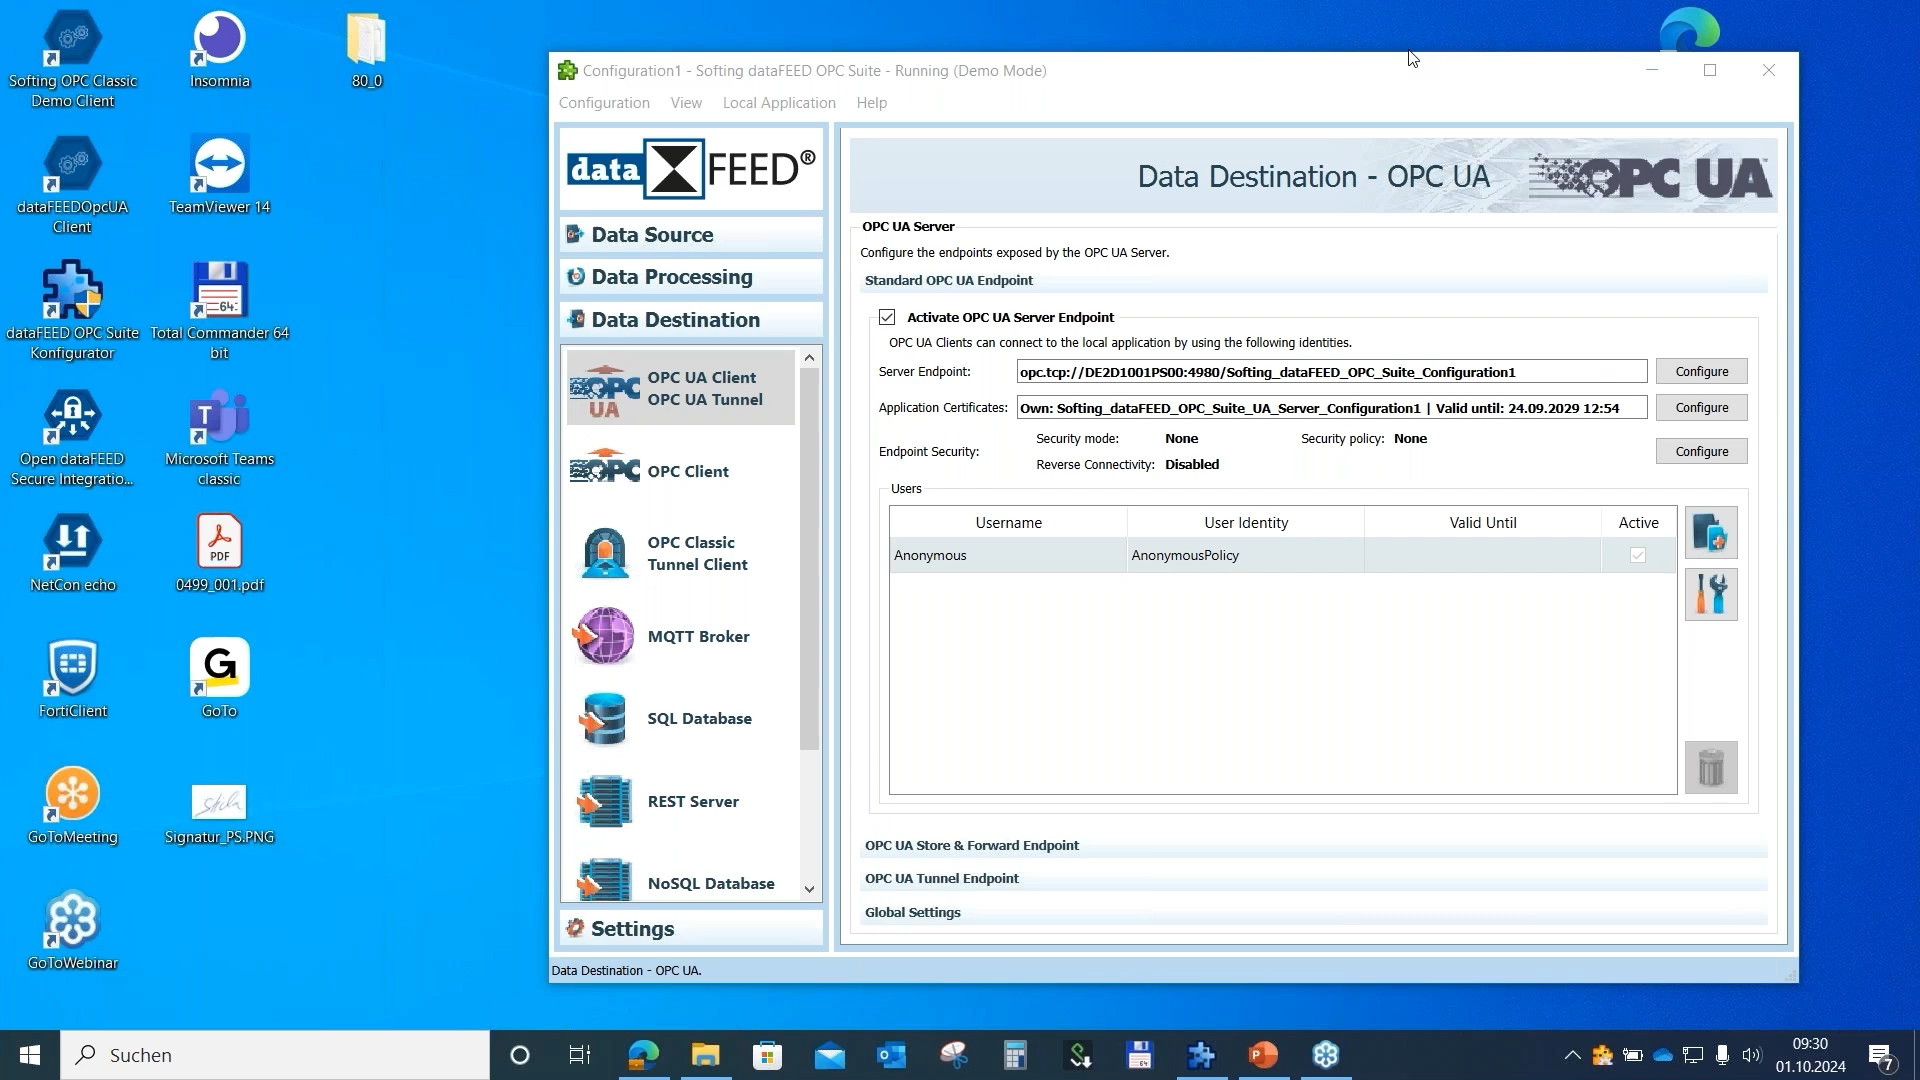 Softing OPC Classic
Demo Client
Insomnia
80_0
dataFEEDOpcUA
Client
TeamViewer 14
dataFEED OPC Suite
Konfigurator
64
Total Commander 64
bit
Open dataFEED
Secure Integratio...
T
Microsoft Teams
classic
NetCon echo
PDF
0499_001.pdf
FortiClient
G
GoTo
GoToMeeting
Signatur_PS.PNG
GoToWebinar
Configuration1 - Softing dataFEED OPC Suite - Running (Demo Mode)
Configuration View Local Application Help
data FEED®
Data Source
Data Processing
Data Destination
OPC UA
OPC UA Client
OPC UA Tunnel
OPC
OPC Client
OPC Classic
Tunnel Client
MQTT Broker
SQL Database
REST Server
NoSQL Database
Settings
Data Destination - OPC UA
OPC UA
OPC UA Server
Configure the endpoints exposed by the OPC UA Server.
Standard OPC UA Endpoint
Activate OPC UA Server Endpoint
OPC UA Clients can connect to the local application by using the following identities.
Server Endpoint: opc.tcp://DE2D1001PS00:4980/Softing_dataFEED_OPC_Suite_Configuration1 Configure
Application Certificates: Own: Softing_dataFEED_OPC_Suite_UA_Server_Configuration1 | Valid until: 24.09.2029 12:54 Configure
Endpoint Security: Security mode: None Security policy: None Configure
Reverse Connectivity: Disabled
Users
Username User Identity Valid Until Active
Anonymous AnonymousPolicy
OPC UA Store & Forward Endpoint
OPC UA Tunnel Endpoint
Global Settings
Data Destination - OPC UA.
Suchen
09:30
01.10.2024
7